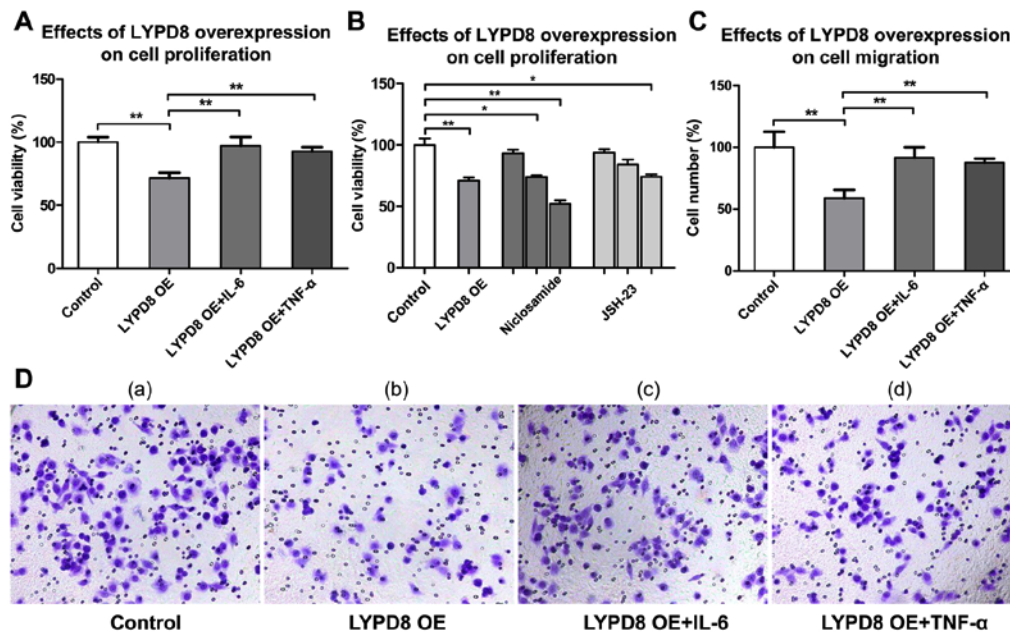 A
Effects of LYPD8 overexpression
on cell proliferation
Cell viability (%)
150
100
50
0
**
**
**
Control
LYPD8 OE
LYPD8 OE+IL-6
LYPD8 OE+TNF-α
B
Effects of LYPD8 overexpression
on cell proliferation
Cell viability (%)
150
100
50
0
*
**
*
**
Control
LYPD8 OE
Niclosamide
JSH-23
C
Effects of LYPD8 overexpression
on cell migration
Cell number (%)
150
100
50
0
**
**
**
Control
LYPD8 OE
LYPD8 OE+IL-6
LYPD8 OE+TNF-α
D
(a)
(b)
(c)
(d)
Control
LYPD8 OE
LYPD8 OE+IL-6
LYPD8 OE+TNF-α